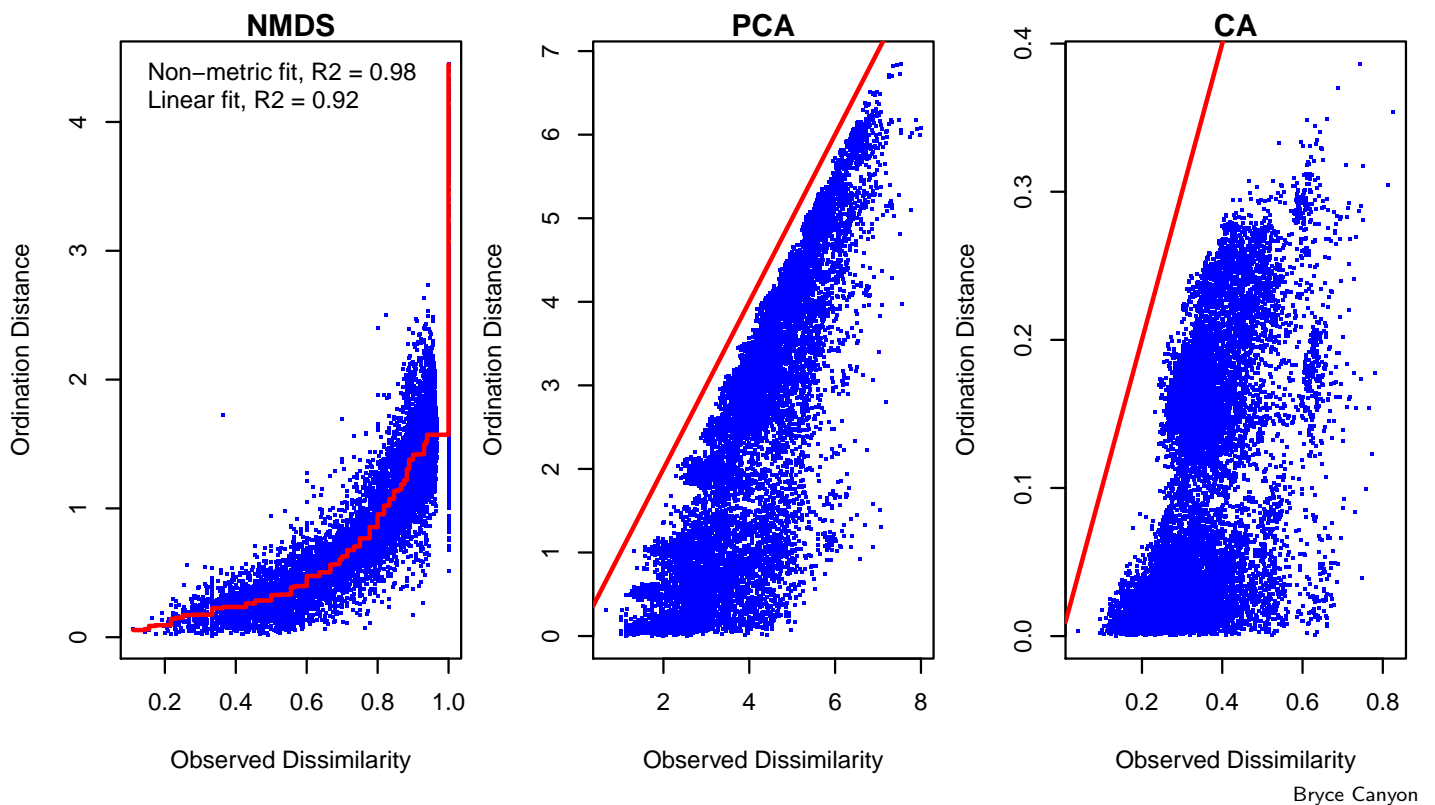 NMDS
Non−metric fit, R2 = 0.98
Linear fit, R2 = 0.92
4
3
2
1
0
Ordination Distance
0.2 0.4 0.6 0.8 1.0
Observed Dissimilarity
PCA
7
6
5
4
3
2
1
0
Ordination Distance
2 4 6 8
Observed Dissimilarity
CA
0.4
0.3
0.2
0.1
0.0
Ordination Distance
0.2 0.4 0.6 0.8
Observed Dissimilarity
Bryce Canyon